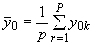 ȳ₀ = 1/p ∑_{r=1}^{P} y₀ₖ